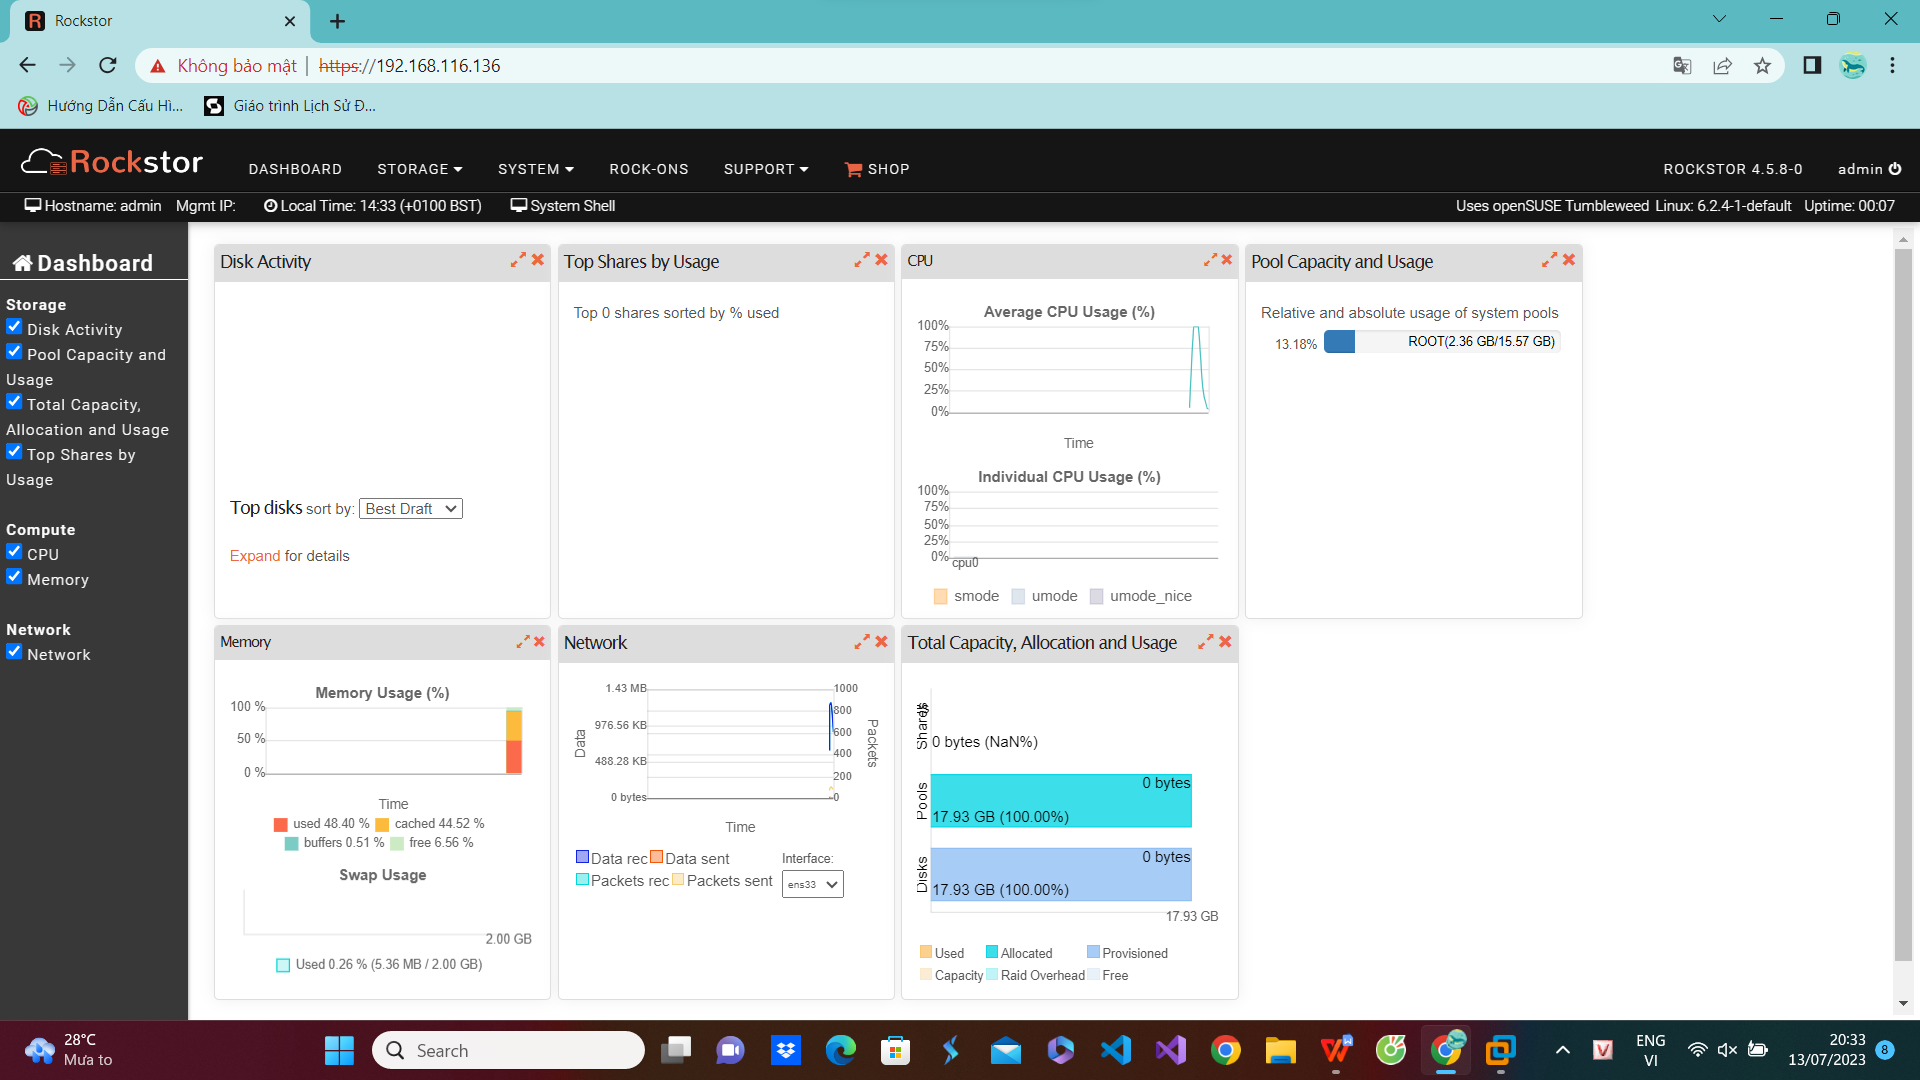 Rockstor
Không bảo mật | https://192.168.116.136
Hướng Dẫn Cấu Hì...
Giáo trình Lịch Sử Đ...
Rockstor
DASHBOARD
STORAGE
SYSTEM
ROCK-ONS
SUPPORT
SHOP
ROCKSTOR 4.5.8-0
admin
Hostname: admin
Mgmt IP:
Local Time: 14:33 (+0100 BST)
System Shell
Uses openSUSE Tumbleweed Linux: 6.2.4-1-default
Uptime: 00:07
Dashboard
Storage
Disk Activity
Pool Capacity and
Usage
Total Capacity,
Allocation and Usage
Top Shares by
Usage
Compute
CPU
Memory
Network
Network
Disk Activity
Top disks sort by: Best Draft
Expand for details
Top Shares by Usage
Top 0 shares sorted by % used
CPU
Average CPU Usage (%)
100%
75%
50%
25%
0%
Time
Individual CPU Usage (%)
100%
75%
50%
25%
0%
cpu0
smode umode umode_nice
Pool Capacity and Usage
Relative and absolute usage of system pools
13.18% ROOT(2.36 GB/15.57 GB)
Memory
Memory Usage (%)
100 %
50 %
0 %
Time
used 48.40 % cached 44.52 %
buffers 0.51 % free 6.56 %
Swap Usage
2.00 GB
Used 0.26 % (5.36 MB / 2.00 GB)
Network
1.43 MB
976.56 KB
488.28 KB
0 bytes
Data
1000
800
600
400
200
0
Packets
Time
Data rec Data sent
Packets rec Packets sent
Interface:
ens33
Total Capacity, Allocation and Usage
Shares
0 bytes (NaN%)
Pools
0 bytes
17.93 GB (100.00%)
Disks
0 bytes
17.93 GB (100.00%)
17.93 GB
Used Allocated Provisioned
Capacity Raid Overhead Free
28°C
Mưa to
Search
ENG
VI
20:33
13/07/2023
8